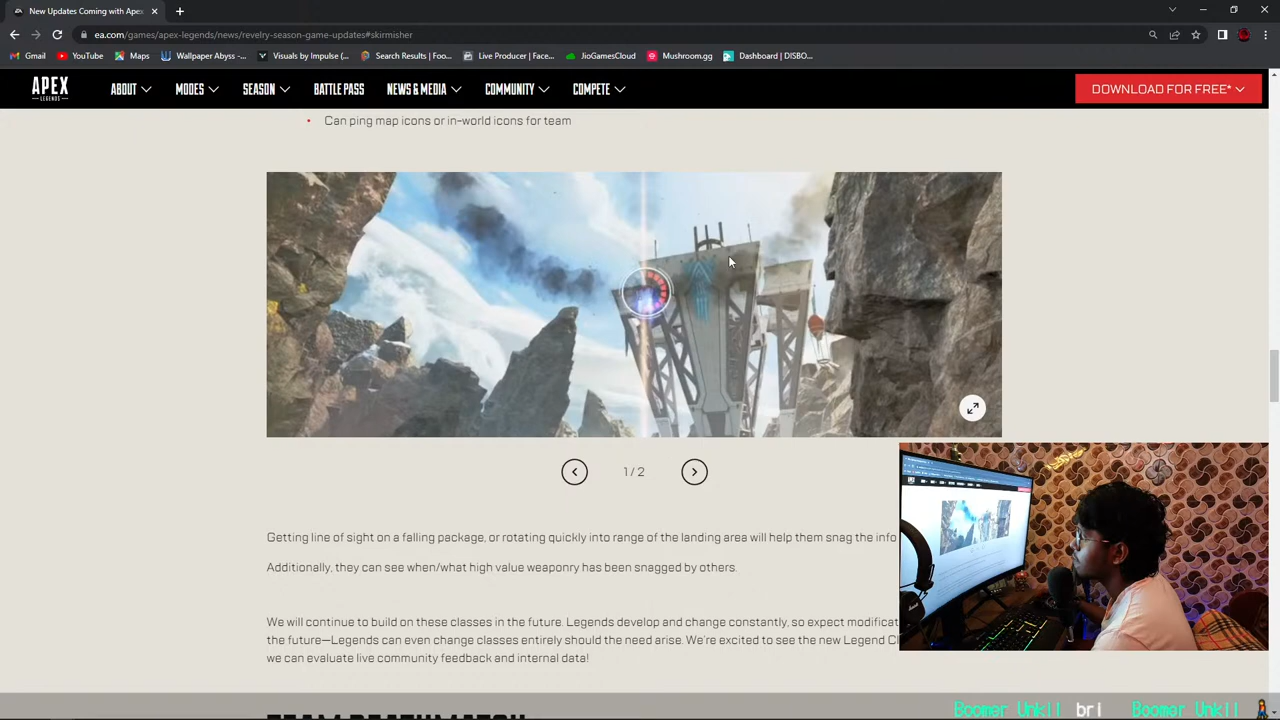 New Updates Coming with Apex
ea.com/games/apex-legends/news/revelry-season-game-updates#skirmisher
Gmail YouTube Maps Wallpaper Abyss -... Visuals by Impulse (... Search Results | Foo... Live Producer | Face... JioGamesCloud Mushroom.gg Dashboard | DISBO...
APEX LEGENDS ABOUT MODES SEASON BATTLE PASS NEWS & MEDIA COMMUNITY COMPETE DOWNLOAD FOR FREE*
• Can ping map icons or in-world icons for team
1 / 2
Getting line of sight on a falling package, or rotating quickly into range of the landing area will help them snag the info
Additionally, they can see when/what high value weaponry has been snagged by others.
We will continue to build on these classes in the future. Legends develop and change constantly, so expect modificat
the future—Legends can even change classes entirely should the need arise. We're excited to see the new Legend Cl
we can evaluate live community feedback and internal data!
TEAM DEATHMATCH
Boomer Unk11 bri Boomer Unk11